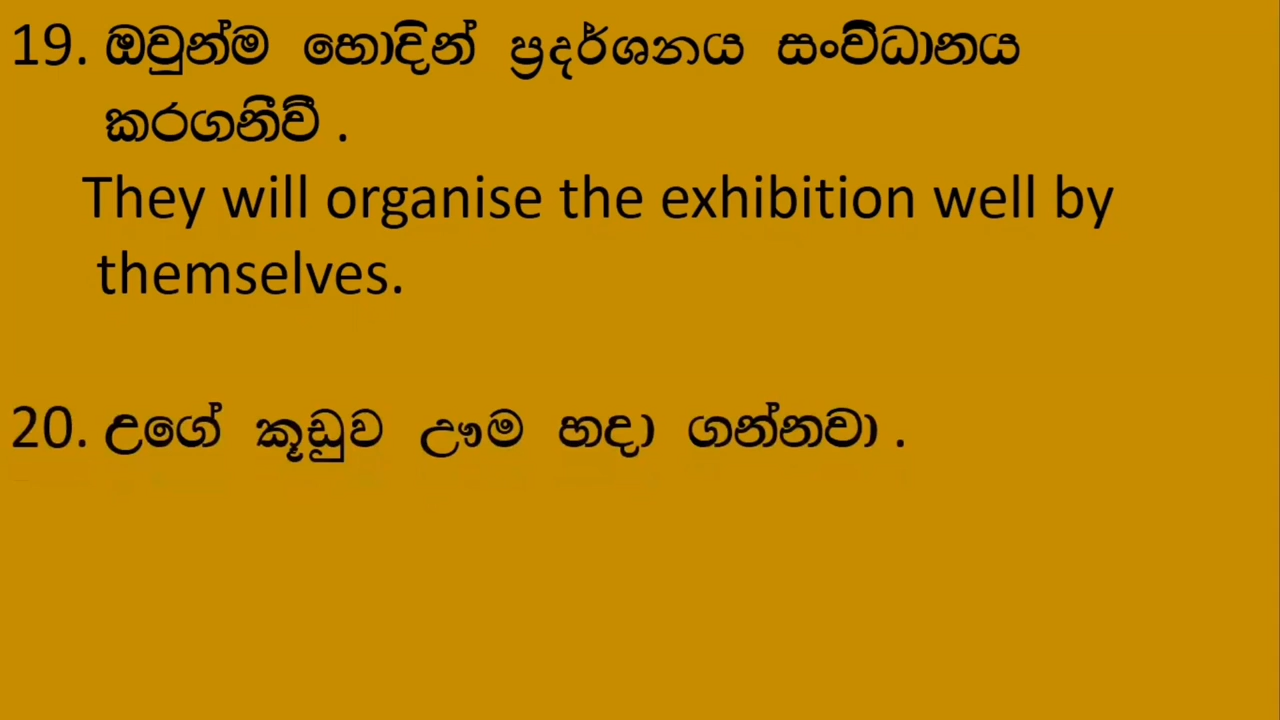 19. ඔවුන්ම හොඳින් ප්‍රදර්ශනය සංවිධානය
කරගනීවි .
They will organise the exhibition well by
themselves.
20. උගේ කූඩුව ඌම හදා ගන්නවා .